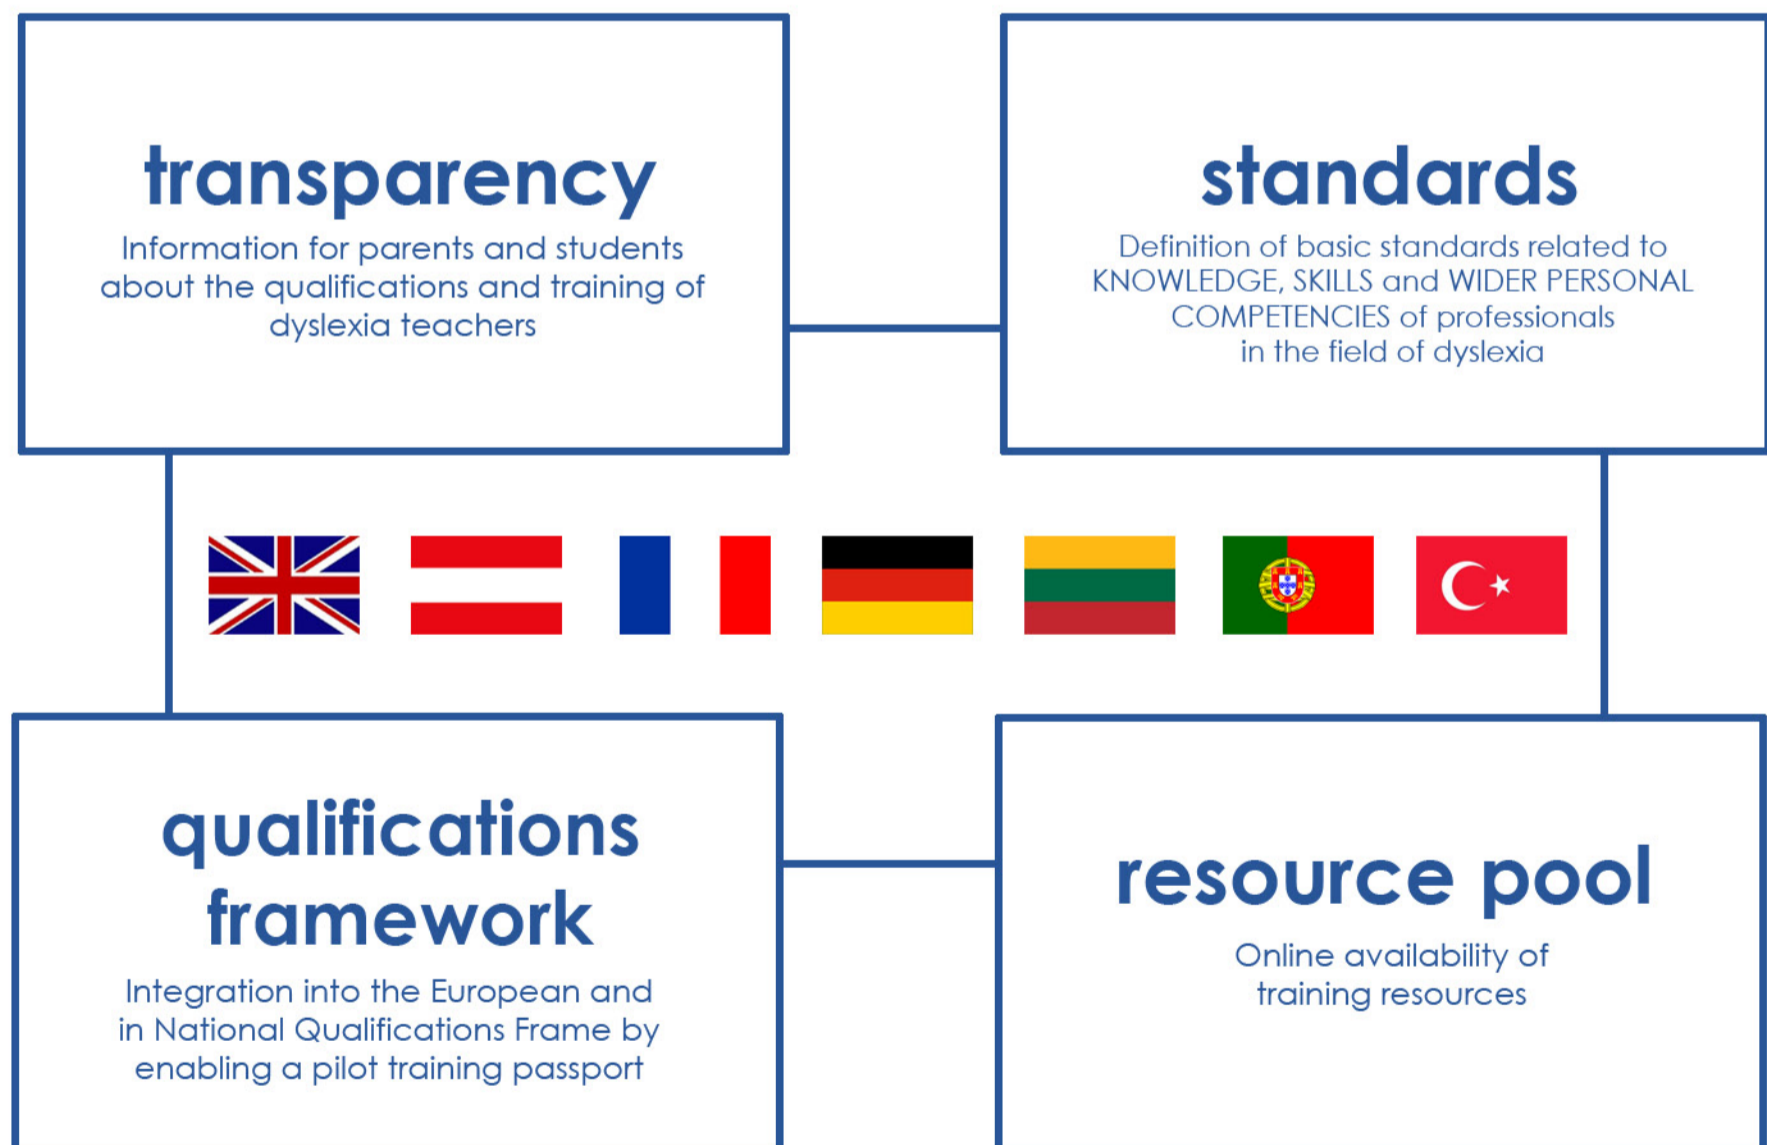 transparency
Information for parents and students
about the qualifications and training of
dyslexia teachers
standards
Definition of basic standards related to
KNOWLEDGE, SKILLS and WIDER PERSONAL
COMPETENCIES of professionals
in the field of dyslexia
qualifications
framework
Integration into the European and
in National Qualifications Frame by
enabling a pilot training passport
resource pool
Online availability of
training resources